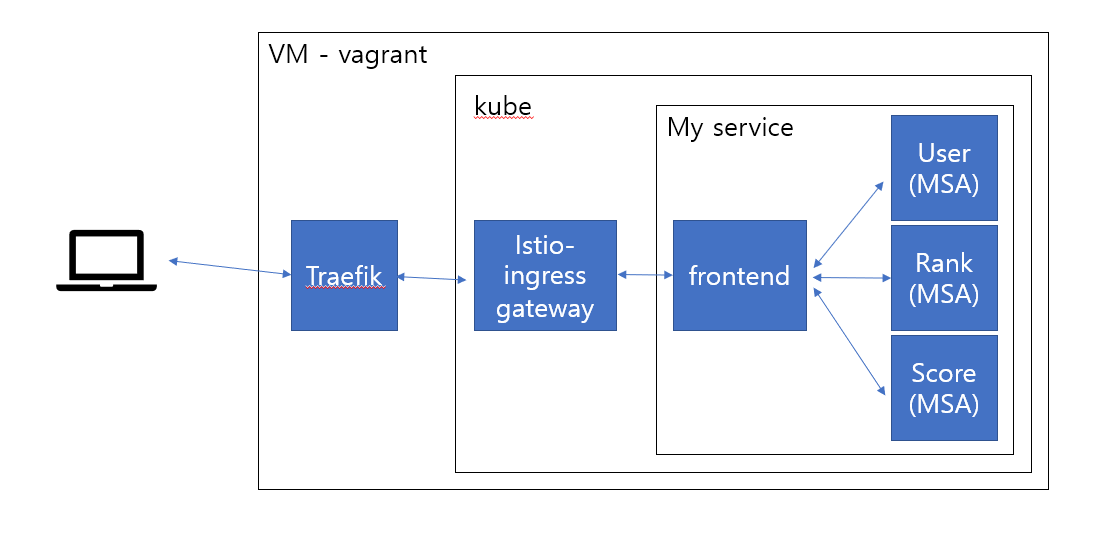 VM - vagrant
kube
My service
User
(MSA)
Traefik
Istio-
ingress
gateway
frontend
Rank
(MSA)
Score
(MSA)